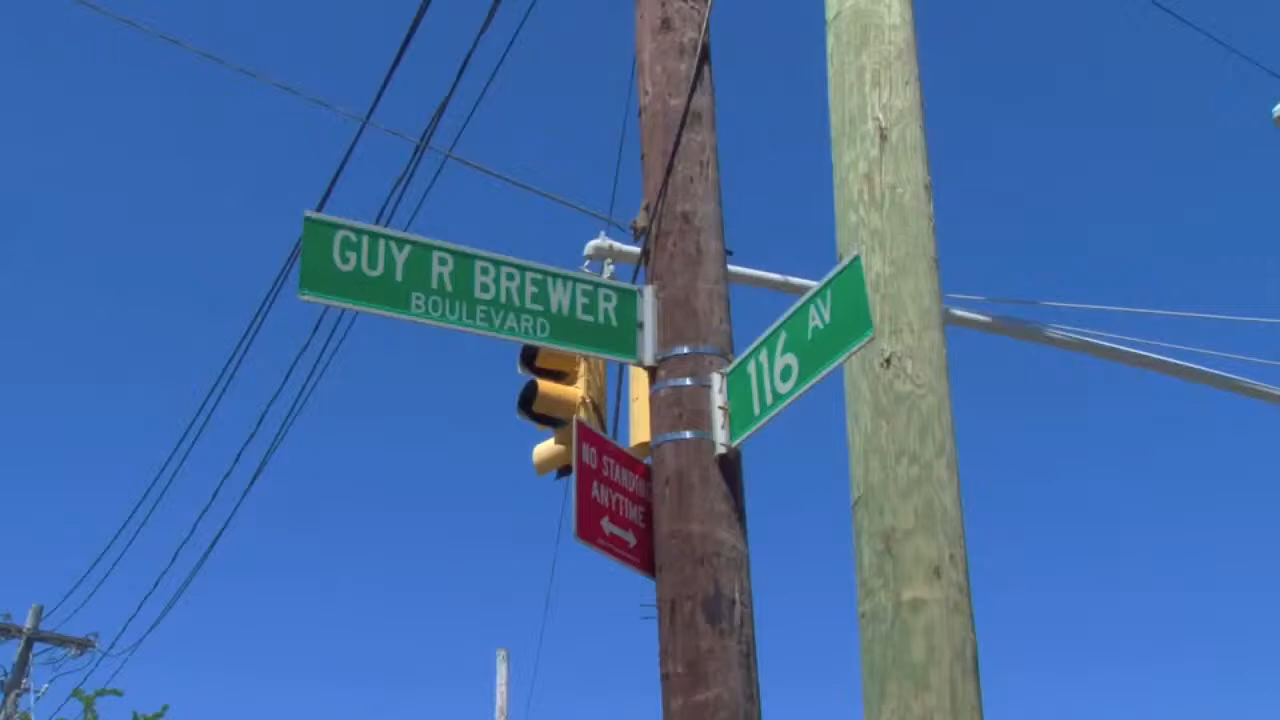 GUY R BREWER
BOULEVARD
116 AV
NO STANDING
ANYTIME